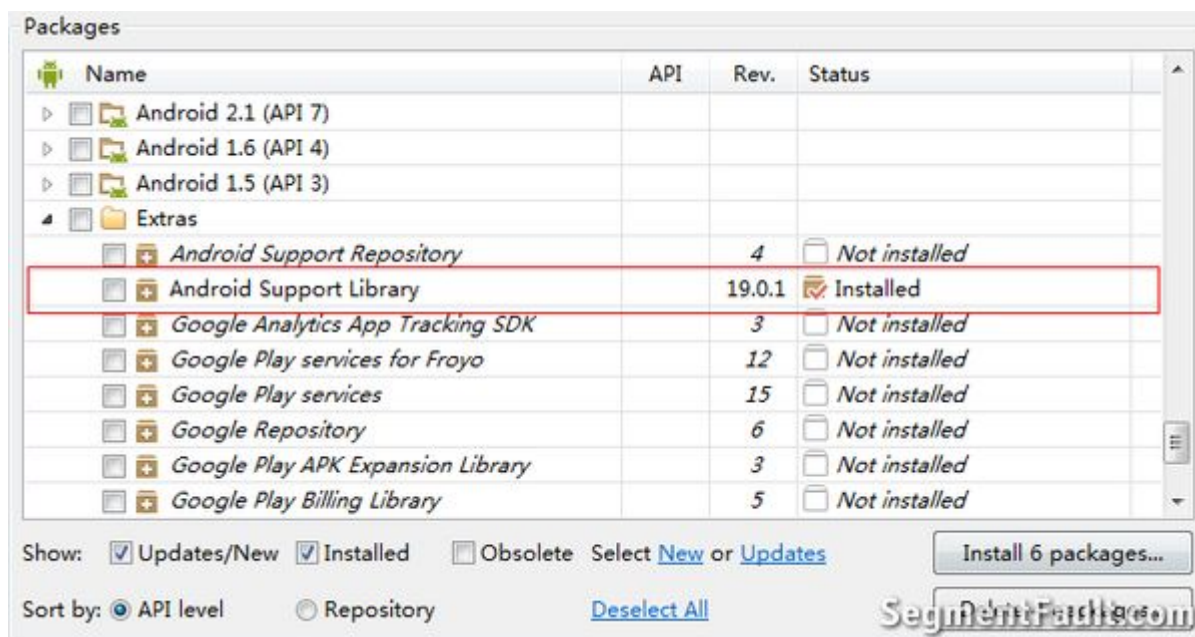 Packages
Name API Rev. Status
Android 2.1 (API 7)
Android 1.6 (API 4)
Android 1.5 (API 3)
Extras
Android Support Repository 4 Not installed
Android Support Library 19.0.1 Installed
Google Analytics App Tracking SDK 3 Not installed
Google Play services for Froyo 12 Not installed
Google Play services 15 Not installed
Google Repository 6 Not installed
Google Play APK Expansion Library 3 Not installed
Google Play Billing Library 5 Not installed
Show: Updates/New Installed Obsolete Select New or Updates Install 6 packages...
Sort by: API level Repository Deselect All
SegmentFault.com